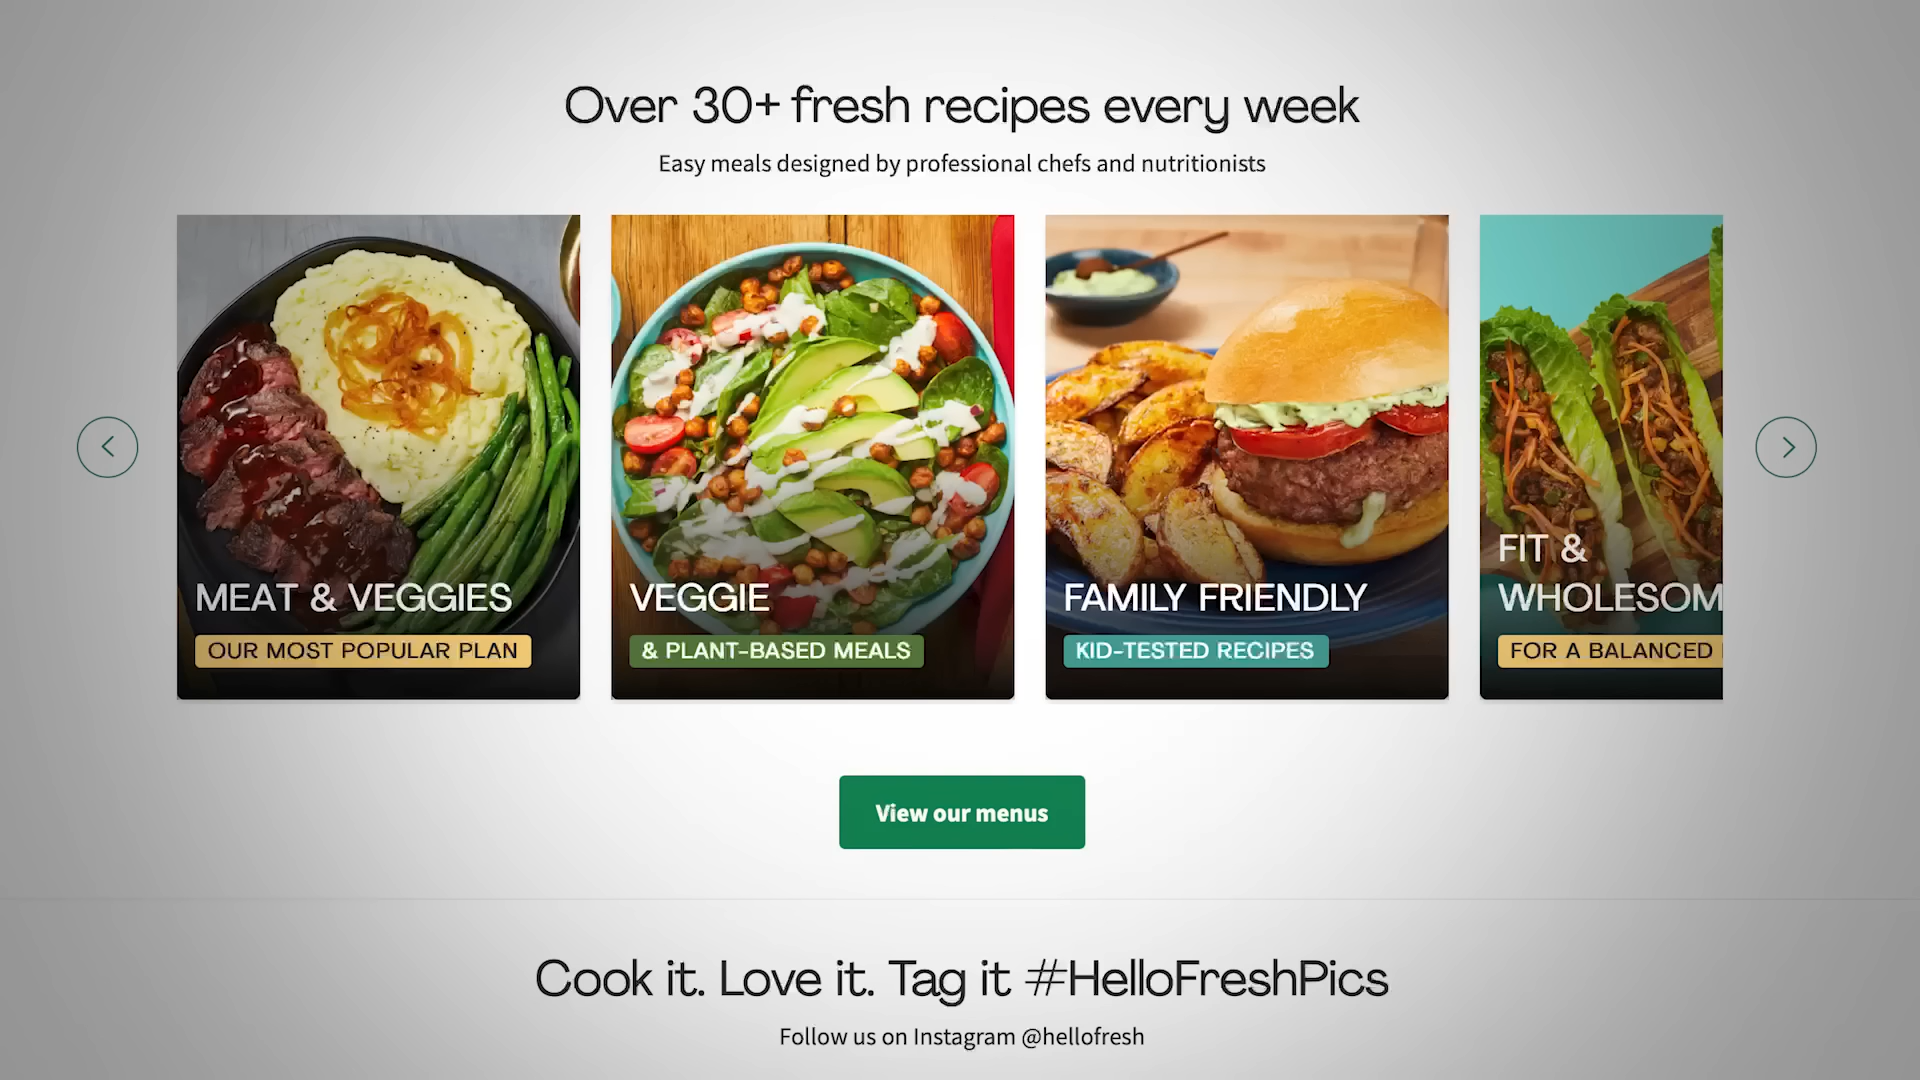 Over 30+ fresh recipes every week
Easy meals designed by professional chefs and nutritionists
MEAT & VEGGIES
OUR MOST POPULAR PLAN
VEGGIE
& PLANT-BASED MEALS
FAMILY FRIENDLY
KID-TESTED RECIPES
FIT &
WHOLESOM
FOR A BALANCED
View our menus
Cook it. Love it. Tag it #HelloFreshPics
Follow us on Instagram @hellofresh